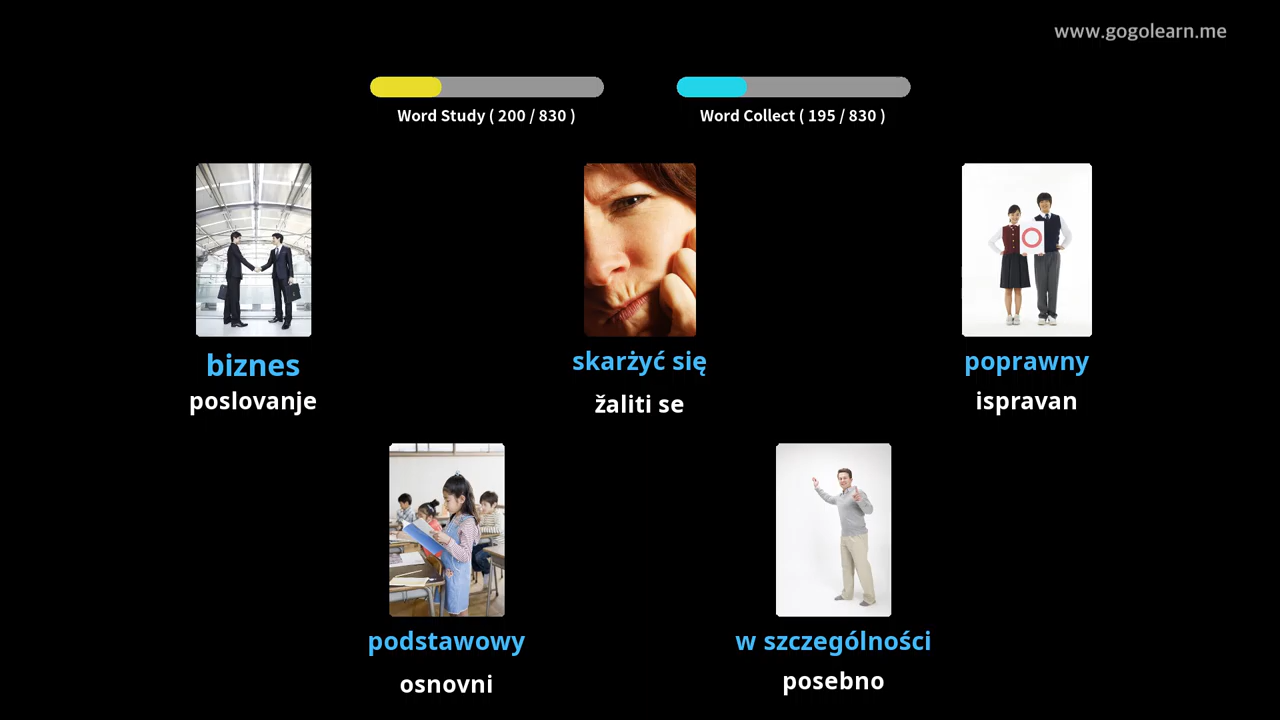 www.gogolearn.me
Word Study ( 200 / 830 )
Word Collect ( 195 / 830 )
biznes
poslovanje
skarżyć się
žaliti se
poprawny
ispravan
podstawowy
osnovni
w szczególności
posebno